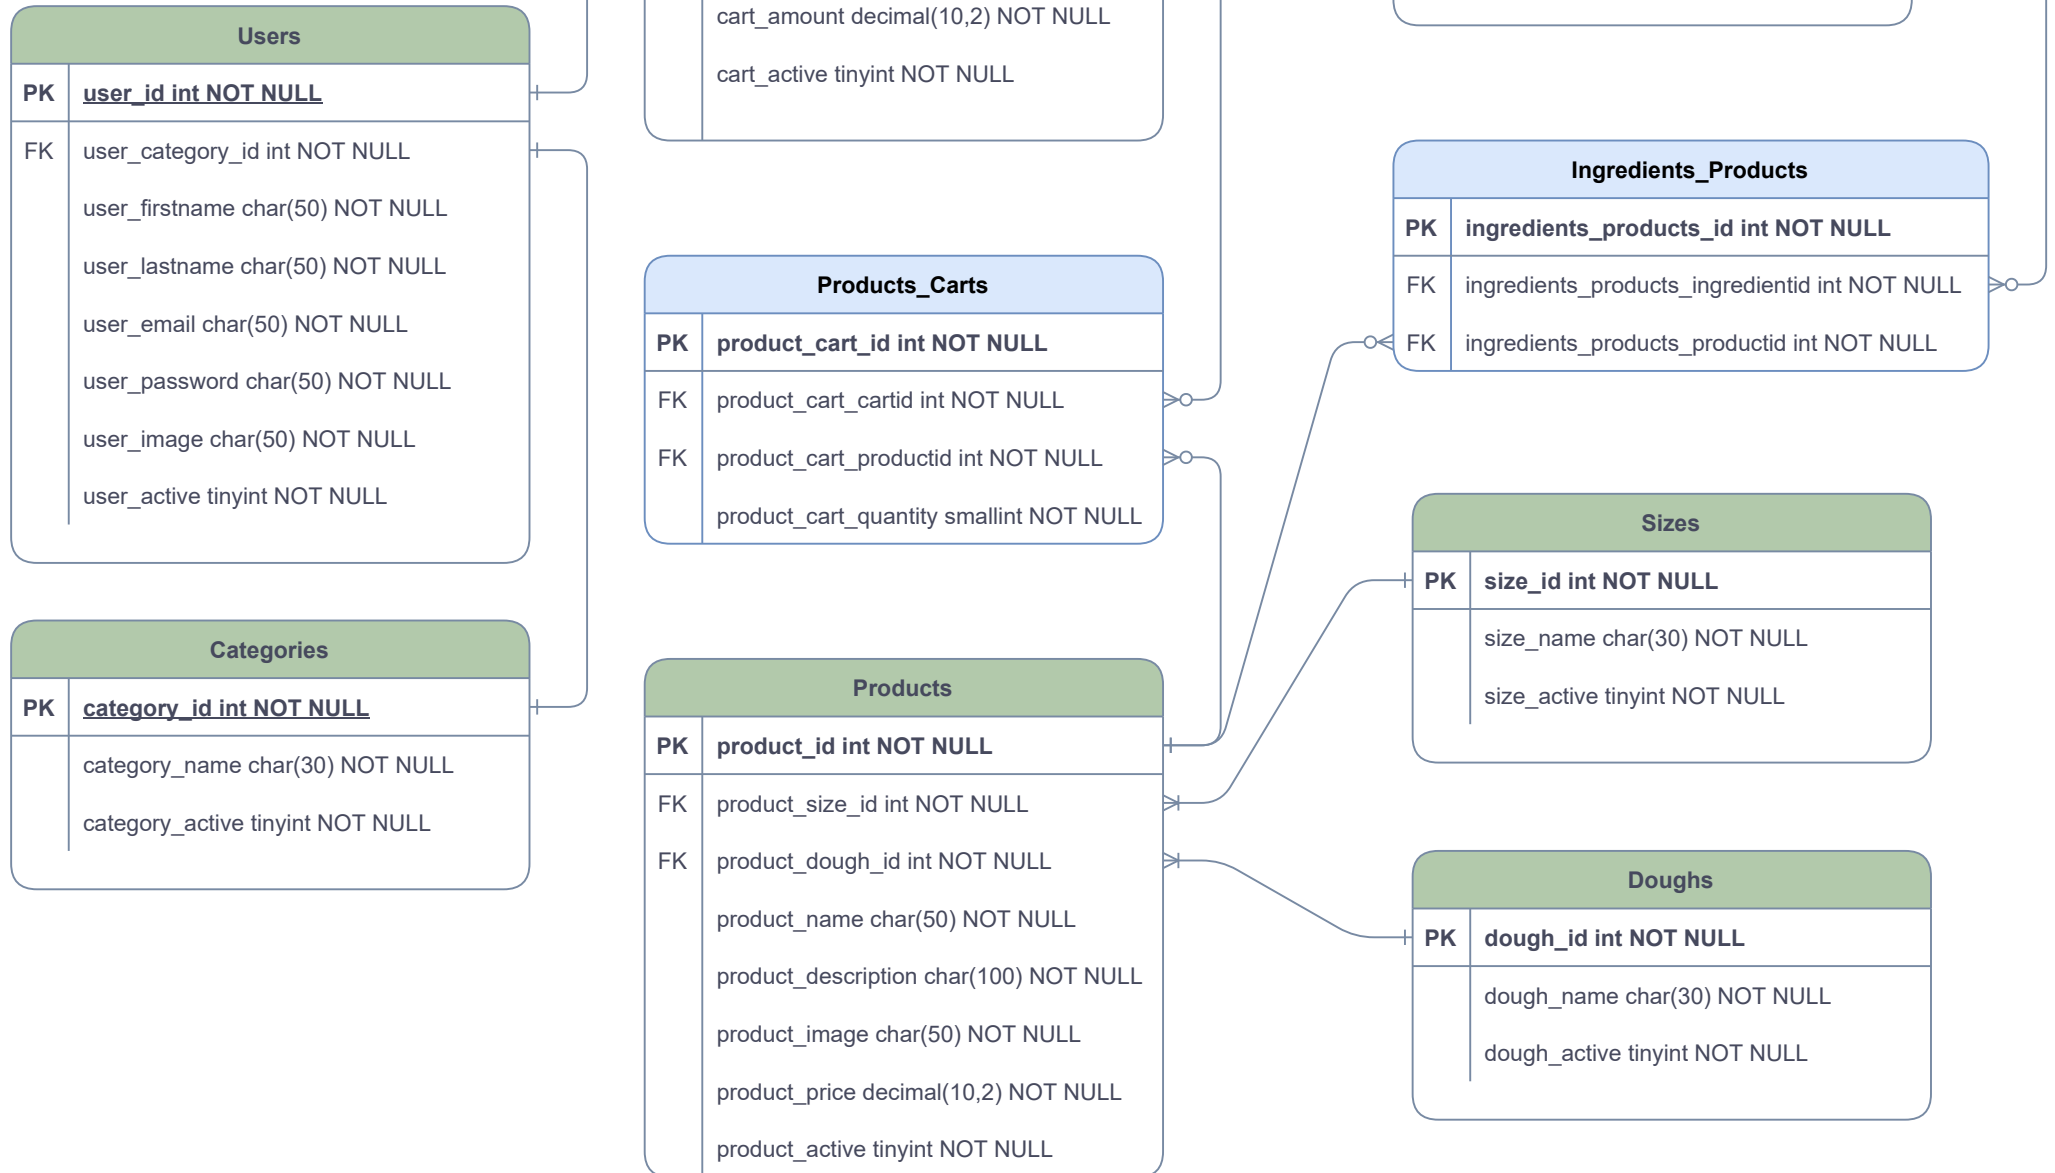 Users
PK user_id int NOT NULL
FK user_category_id int NOT NULL
user_firstname char(50) NOT NULL
user_lastname char(50) NOT NULL
user_email char(50) NOT NULL
user_password char(50) NOT NULL
user_image char(50) NOT NULL
user_active tinyint NOT NULL
Categories
PK category_id int NOT NULL
category_name char(30) NOT NULL
category_active tinyint NOT NULL
cart_amount decimal(10,2) NOT NULL
cart_active tinyint NOT NULL
Products_Carts
PK product_cart_id int NOT NULL
FK product_cart_cartid int NOT NULL
FK product_cart_productid int NOT NULL
product_cart_quantity smallint NOT NULL
Products
PK product_id int NOT NULL
FK product_size_id int NOT NULL
FK product_dough_id int NOT NULL
product_name char(50) NOT NULL
product_description char(100) NOT NULL
product_image char(50) NOT NULL
product_price decimal(10,2) NOT NULL
product_active tinyint NOT NULL
Ingredients_Products
PK ingredients_products_id int NOT NULL
FK ingredients_products_ingredientid int NOT NULL
FK ingredients_products_productid int NOT NULL
Sizes
PK size_id int NOT NULL
size_name char(30) NOT NULL
size_active tinyint NOT NULL
Doughs
PK dough_id int NOT NULL
dough_name char(30) NOT NULL
dough_active tinyint NOT NULL